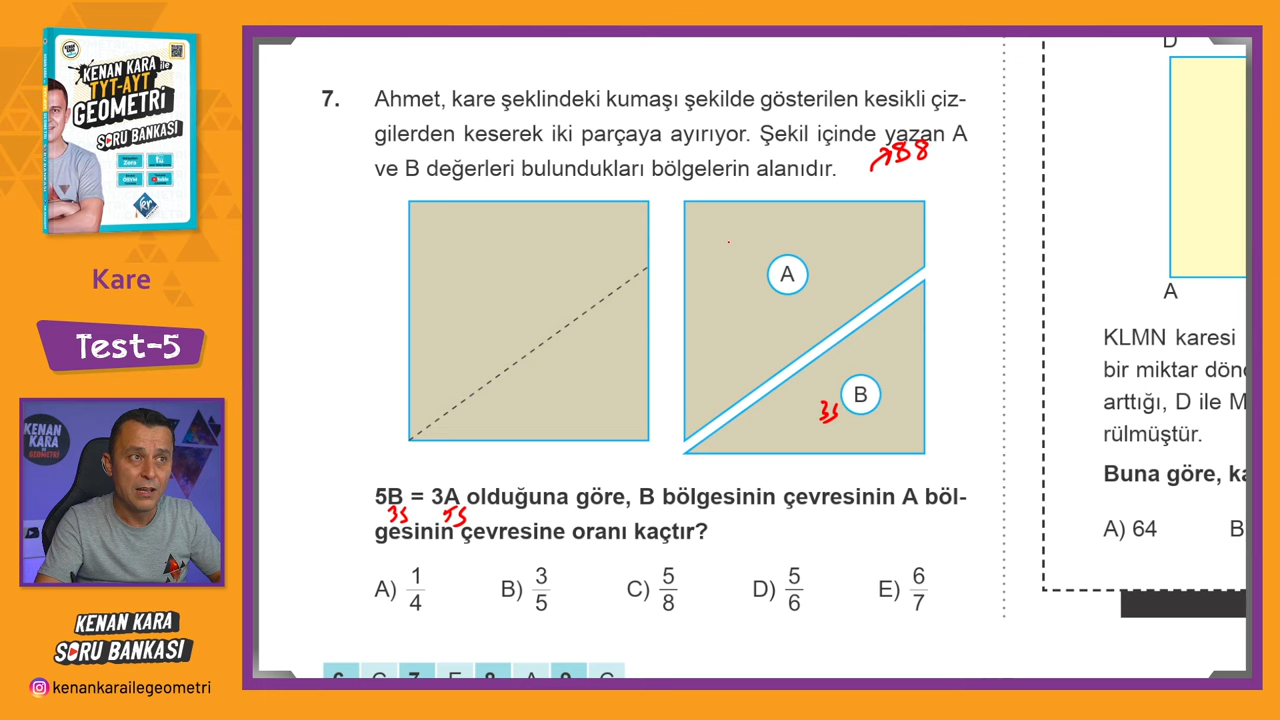 KENAN KARA ile
TYT-AYT
GEOMETRİ
SORU BANKASI
Kare
Test-5
KENAN
KARA
GEOMETRİ
KENAN KARA
SORU BANKASI
kenankarailegeometri
7. Ahmet, kare şeklindeki kumaşı şekilde gösterilen kesikli çiz-
gilerden keserek iki parçaya ayırıyor. Şekil içinde yazan A
ve B değerleri bulundukları bölgelerin alanıdır.
A
B
3s
5B = 3A olduğuna göre, B bölgesinin çevresinin A böl-
3s 5s
gesinin çevresine oranı kaçtır?
A) 1/4 B) 3/5 C) 5/8 D) 5/6 E) 6/7
D
A
KLMN karesi
bir miktar dön
arttığı, D ile M
rülmüştür.
Buna göre, ka
A) 64 B